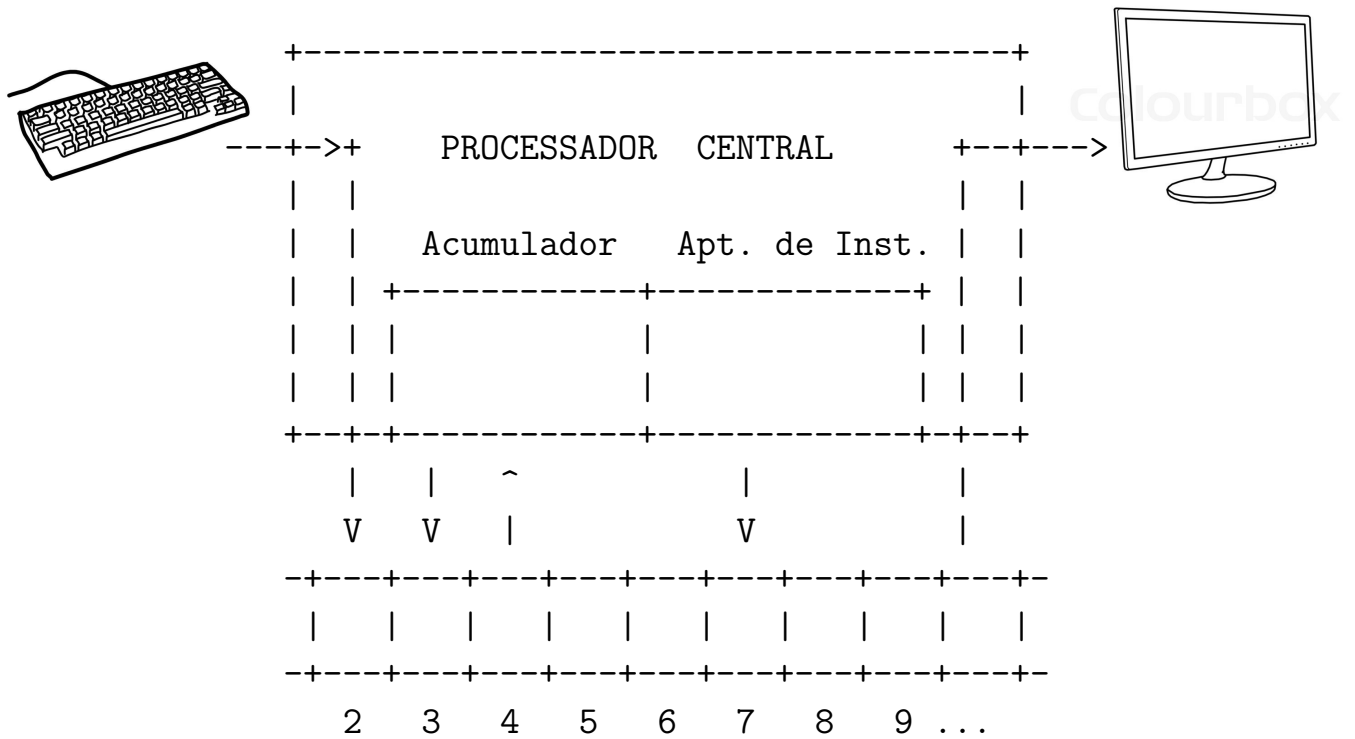 colourbox
PROCESSADOR CENTRAL
Acumulador Apt. de Inst.
V V V
2 3 4 5 6 7 8 9 ...